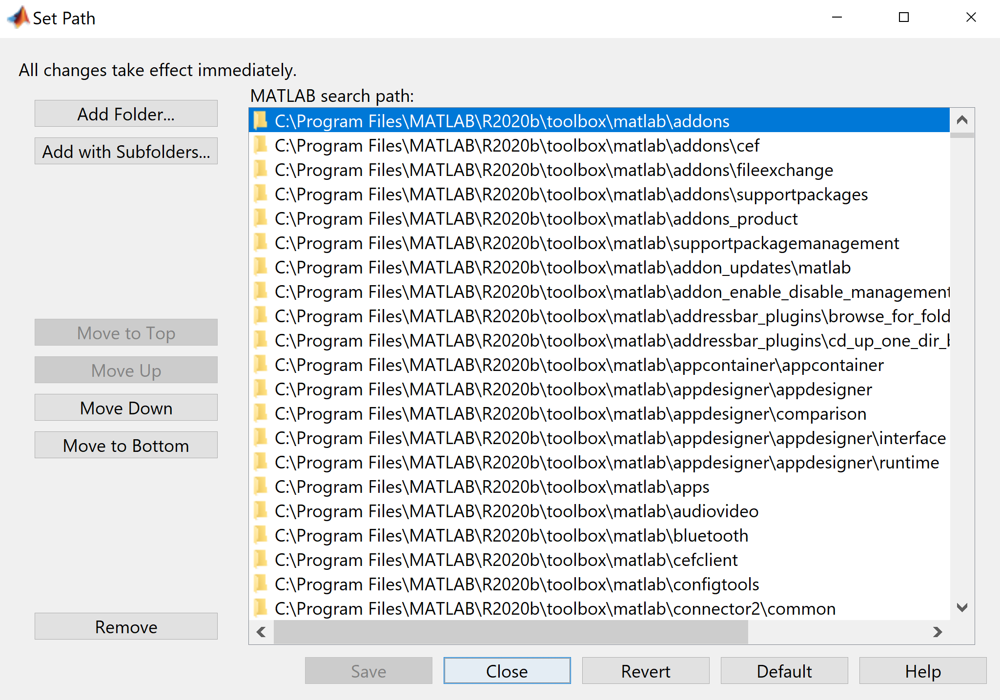 Set Path
All changes take effect immediately.
MATLAB search path:
Add Folder...
Add with Subfolders...
Move to Top
Move Up
Move Down
Move to Bottom
Remove
C:\Program Files\MATLAB\R2020b\toolbox\matlab\addons
C:\Program Files\MATLAB\R2020b\toolbox\matlab\addons\cef
C:\Program Files\MATLAB\R2020b\toolbox\matlab\addons\fileexchange
C:\Program Files\MATLAB\R2020b\toolbox\matlab\addons\supportpackages
C:\Program Files\MATLAB\R2020b\toolbox\matlab\addons_product
C:\Program Files\MATLAB\R2020b\toolbox\matlab\supportpackagemanagement
C:\Program Files\MATLAB\R2020b\toolbox\matlab\addon_updates\matlab
C:\Program Files\MATLAB\R2020b\toolbox\matlab\addon_enable_disable_management
C:\Program Files\MATLAB\R2020b\toolbox\matlab\addressbar_plugins\browse_for_fold
C:\Program Files\MATLAB\R2020b\toolbox\matlab\addressbar_plugins\cd_up_one_dir_b
C:\Program Files\MATLAB\R2020b\toolbox\matlab\appcontainer\appcontainer
C:\Program Files\MATLAB\R2020b\toolbox\matlab\appdesigner\appdesigner
C:\Program Files\MATLAB\R2020b\toolbox\matlab\appdesigner\comparison
C:\Program Files\MATLAB\R2020b\toolbox\matlab\appdesigner\appdesigner\interface
C:\Program Files\MATLAB\R2020b\toolbox\matlab\appdesigner\appdesigner\runtime
C:\Program Files\MATLAB\R2020b\toolbox\matlab\apps
C:\Program Files\MATLAB\R2020b\toolbox\matlab\audiovideo
C:\Program Files\MATLAB\R2020b\toolbox\matlab\bluetooth
C:\Program Files\MATLAB\R2020b\toolbox\matlab\cefclient
C:\Program Files\MATLAB\R2020b\toolbox\matlab\configtools
C:\Program Files\MATLAB\R2020b\toolbox\matlab\connector2\common
Save
Close
Revert
Default
Help